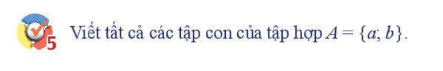 5 Viết tất cả các tập con của tập hợp A = {a; b}.